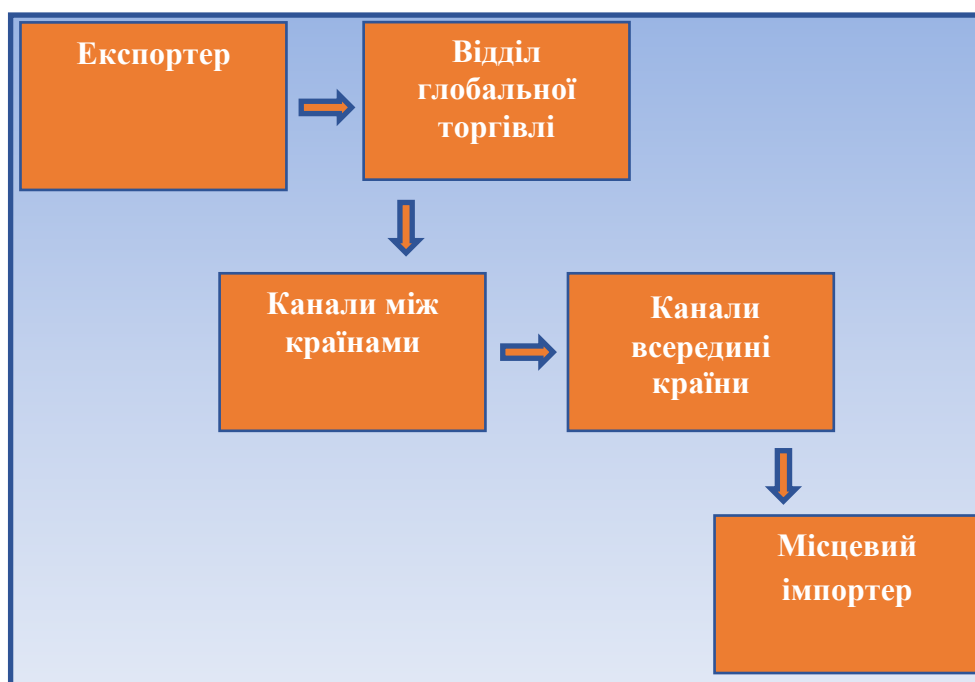 Експортер
Відділ
глобальної
торгівлі
Канали між
країнами
Канали
всередині
країни
Місцевий
імпортер